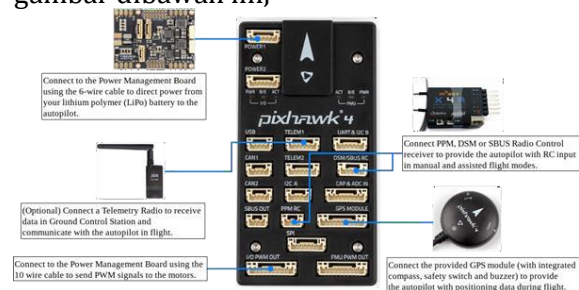 gambar dibawah ini,
Connect to the Power Management Board
using the 6-wire cable to direct power from
your lithium polymer (LiPo) battery to the
autopilot.
POWER1
POWER2
PWR B/E ACT
I/O
ACT B/E PWR
FMU
pixhawk 4
USB TELEM1 UART& I2C B
CAN1 TELEM2 DSM/SBUS RC
CAN2 I2C A CAP & ADC IN
SBUS OUT PPM RC GPS MODULE
SPI
I/O PWM OUT FMU PWM OUT
Connect PPM, DSM or SBUS Radio Control
receiver to provide the autopilot with RC input
in manual and assisted flight modes.
(Optional) Connect a Telemetry Radio to receive
data in Ground Control Station and
communicate with the autopilot in flight.
Connect to the Power Management Board using the
10 wire cable to send PWM signals to the motors.
Connect the provided GPS module (with integrated
compass, safety switch and buzzer) to provide
the autopilot with positioning data during flight.